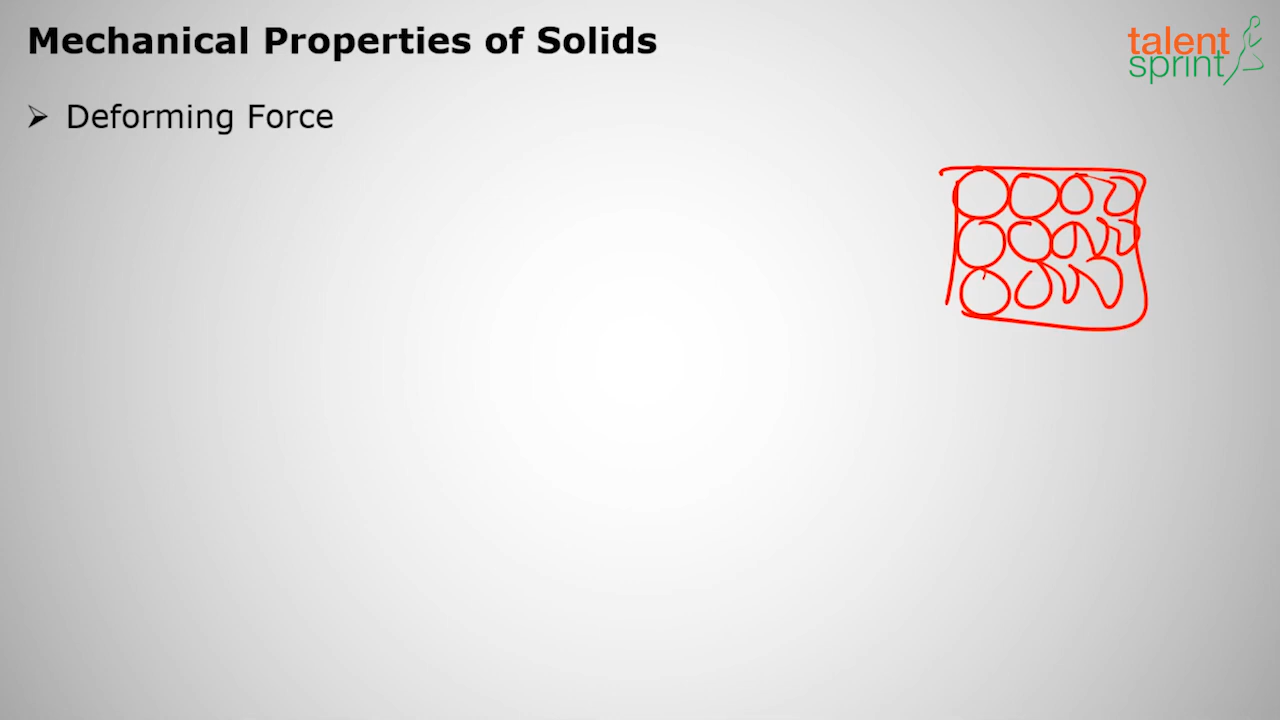 Mechanical Properties of Solids
talent
sprint
Deforming Force